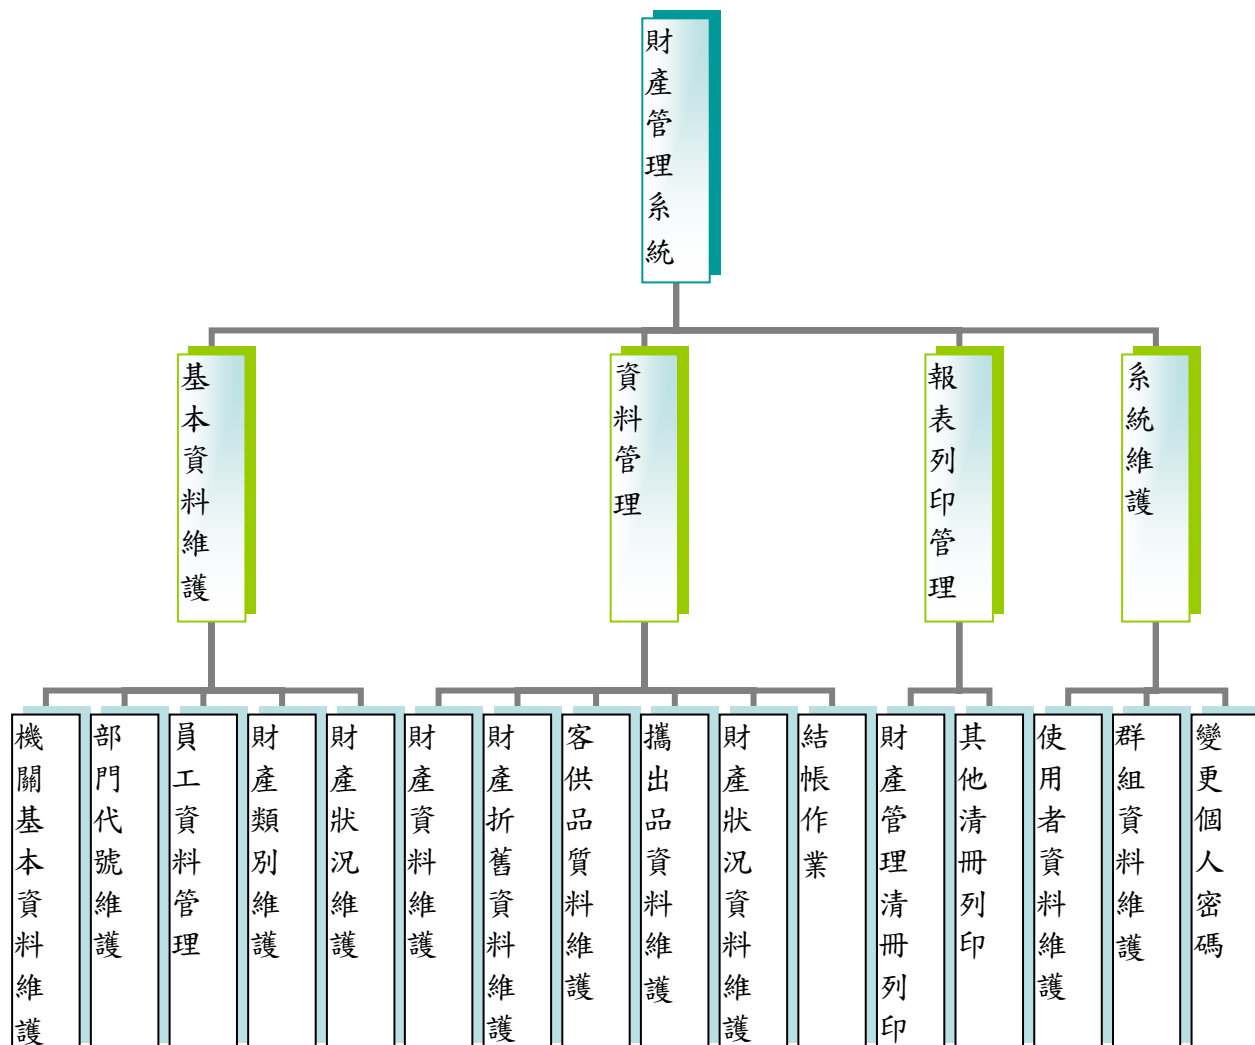 財產管理系統
基本資料維護
資料管理
報表列印管理
系統維護
機關基本資料維護
部門代號維護
員工資料管理
財產類別維護
財產狀況維護
財產資料維護
財產折舊資料維護
客供品質料維護
攜出品資料維護
財產狀況資料維護
結帳作業
財產管理清冊列印
其他清冊列印
使用者資料維護
群組資料維護
變更個人密碼